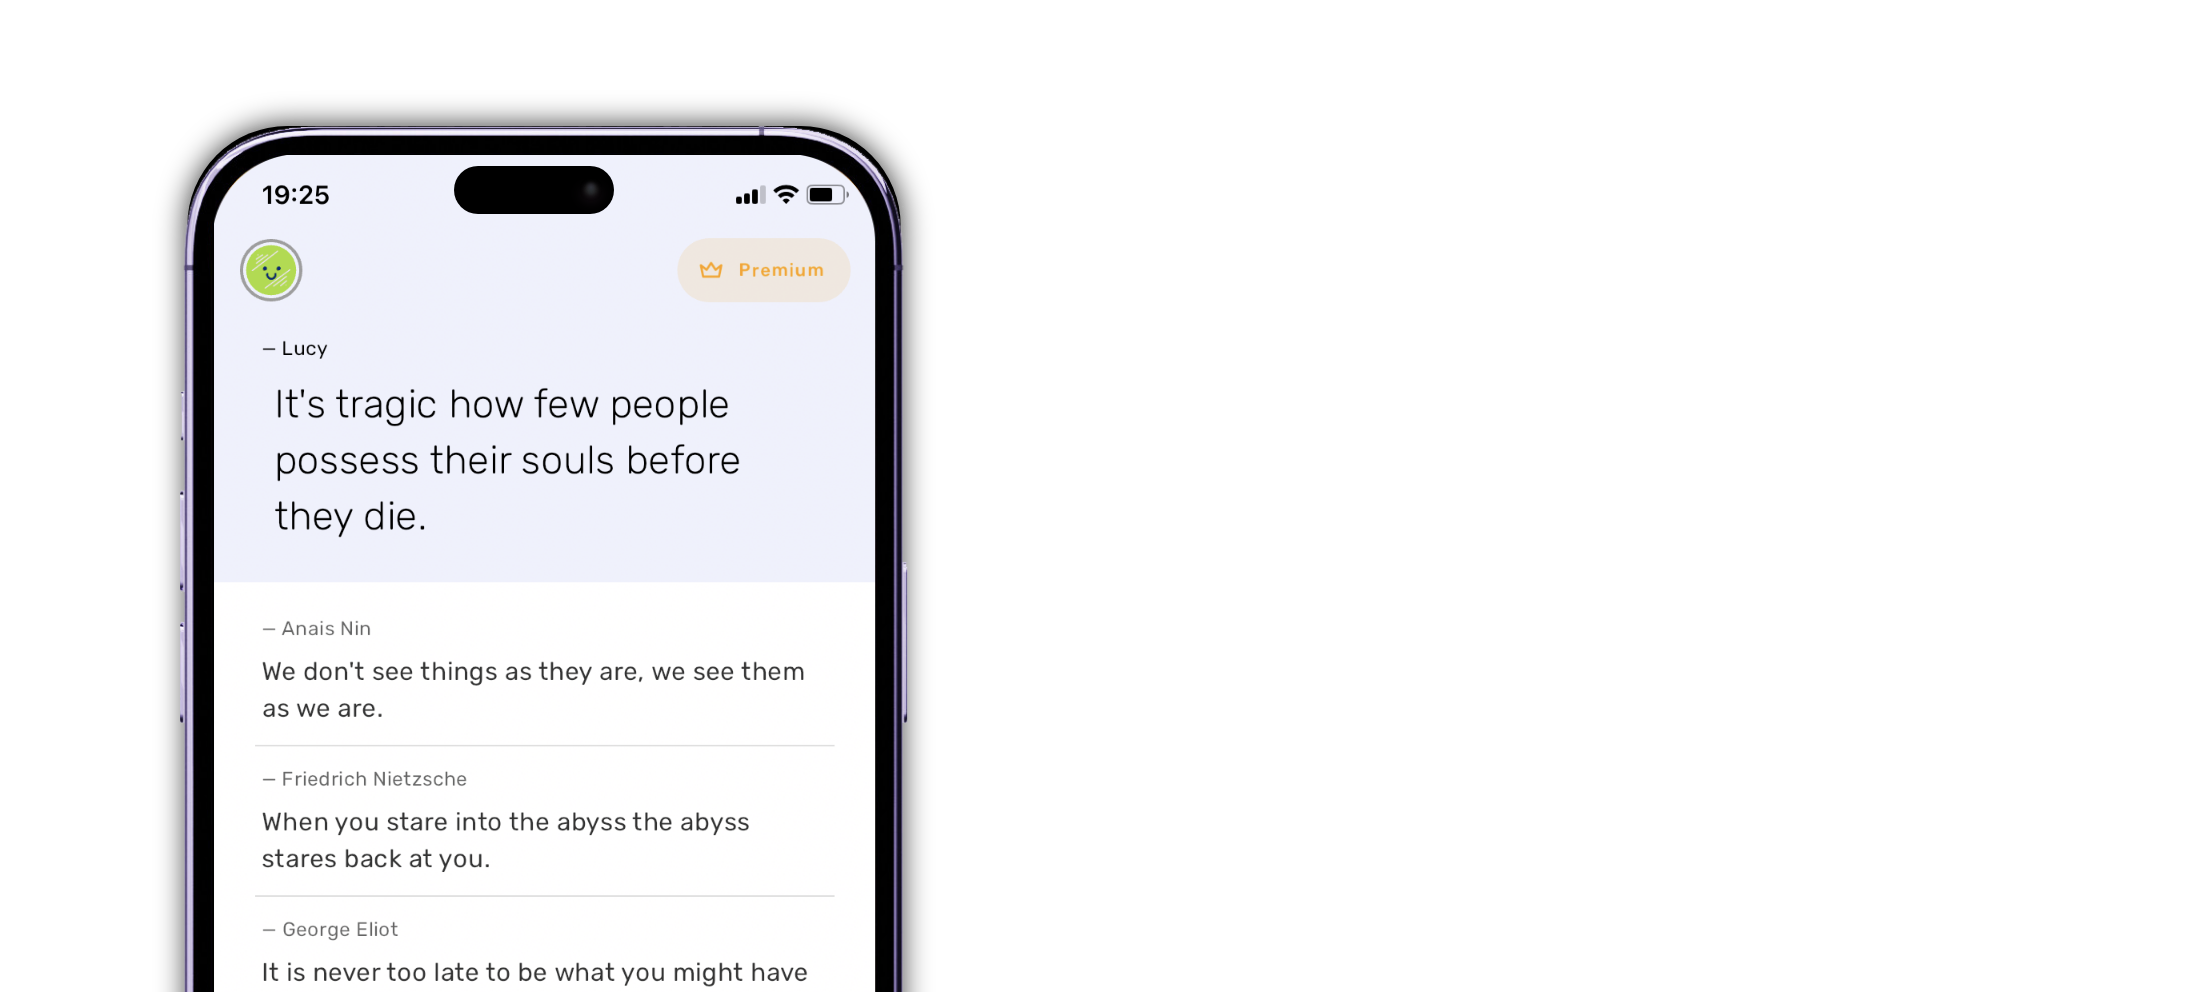 19:25
Premium
– Lucy
It's tragic how few people
possess their souls before
they die.
– Anais Nin
We don't see things as they are, we see them
as we are.
– Friedrich Nietzsche
When you stare into the abyss the abyss
stares back at you.
– George Eliot
It is never too late to be what you might have